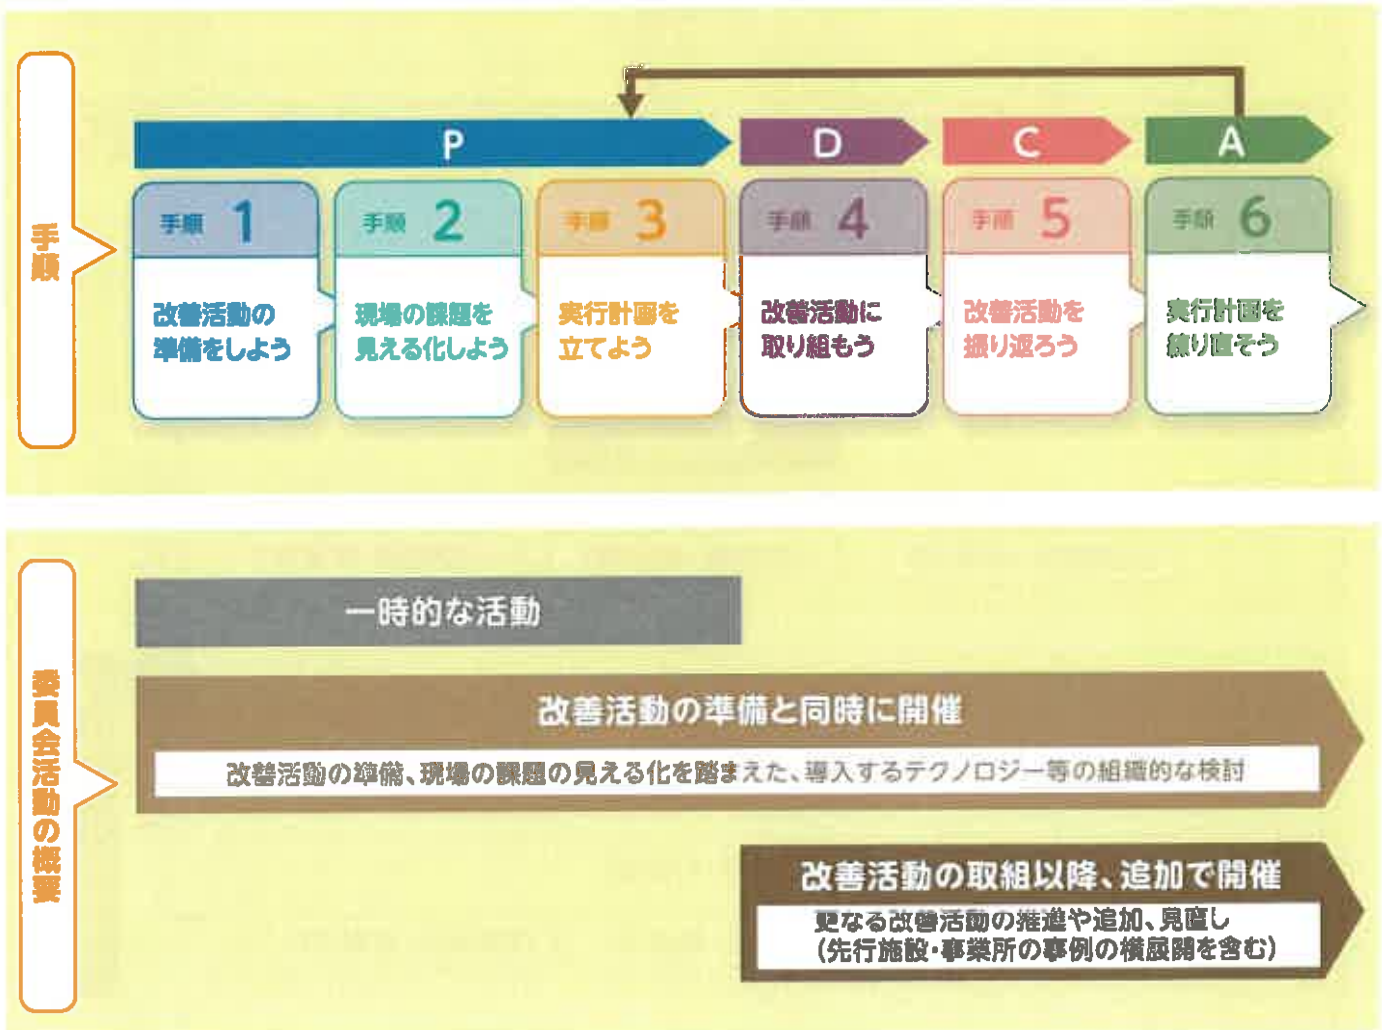 手順
P
D
C
A
手順 1
改善活動の
準備をしよう
手順 2
現場の課題を
見える化しよう
手順 3
実行計画を
立てよう
手順 4
改善活動に
取り組もう
手順 5
改善活動を
振り返ろう
手順 6
実行計画を
練り直そう
委員会活動の概要
一時的な活動
改善活動の準備と同時に開催
改善活動の準備、現場の課題の見える化を踏まえた、導入するテクノロジー等の組織的な検討
改善活動の取組以降、追加で開催
更なる改善活動の推進や追加、見直し
(先行施設・事業所の事例の横展開を含む)